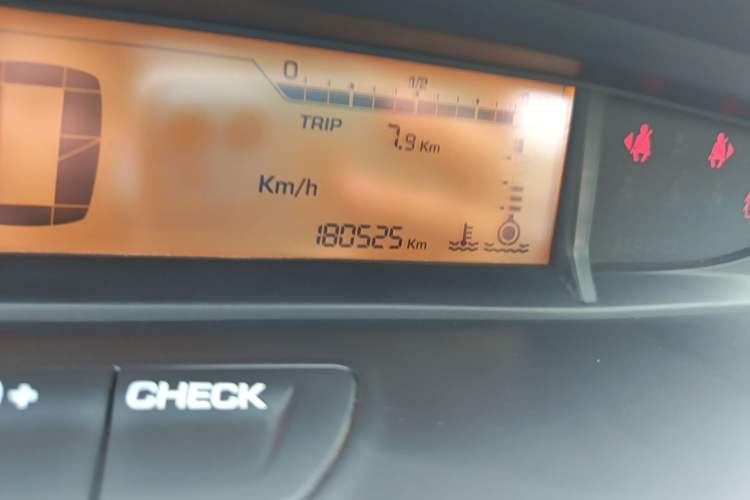 0 1/2
TRIP 7.9 Km
Km/h
180525 Km
+ CHECK